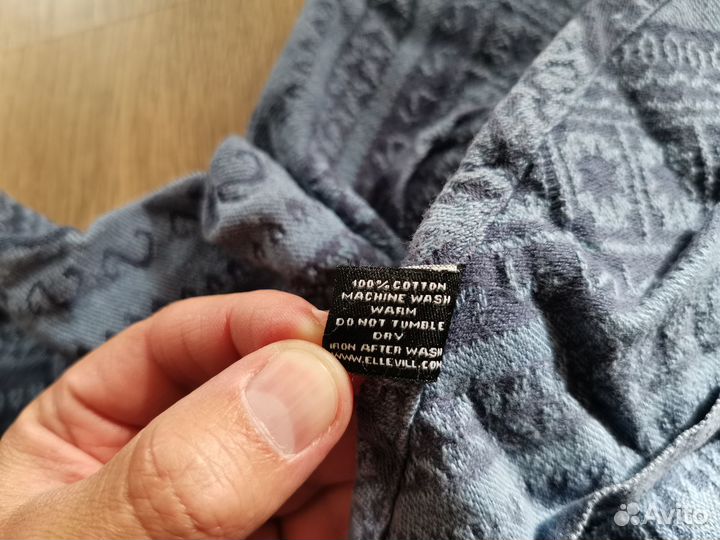 100% COTTON
MACHINE WASH
WARM
DO NOT TUMBLE
DRY
IRON AFTER WASH
WWW.ELLEVILL.COM
Avito